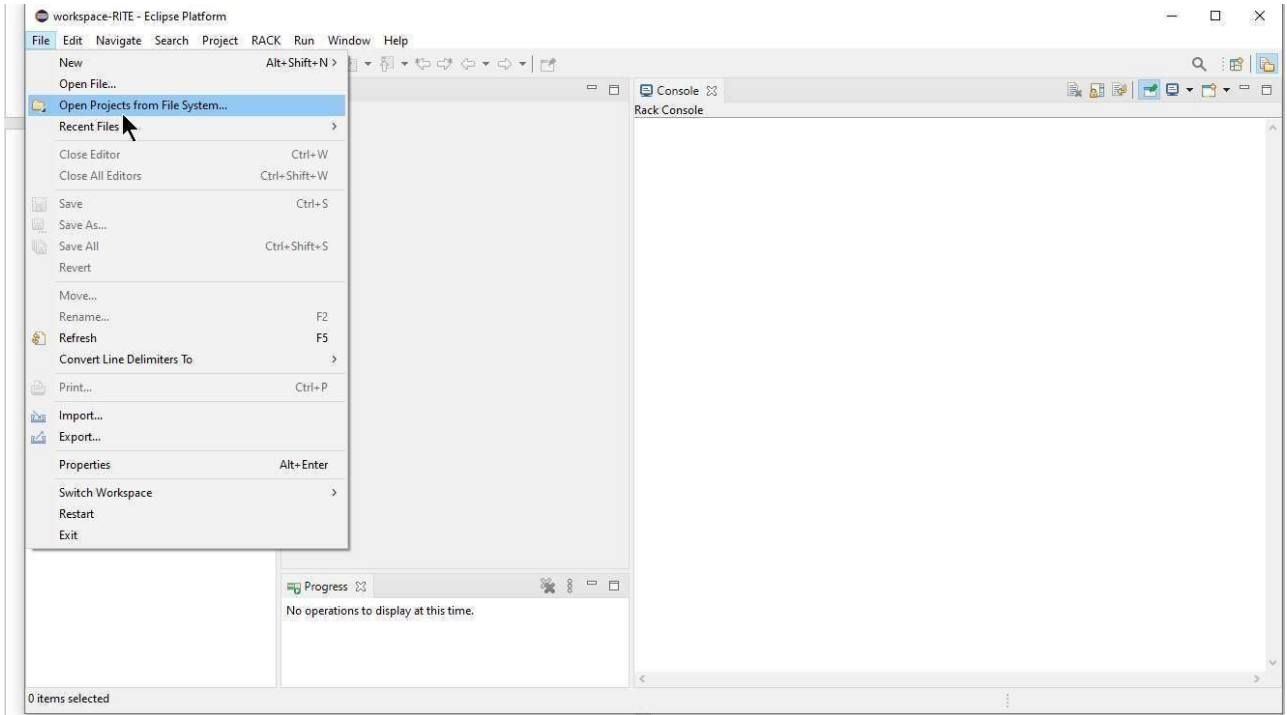 workspace-RITE - Eclipse Platform
File Edit Navigate Search Project RACK Run Window Help
New Alt+Shift+N >
Open File...
Open Projects from File System...
Recent Files >
Close Editor Ctrl+W
Close All Editors Ctrl+Shift+W
Save Ctrl+S
Save As...
Save All Ctrl+Shift+S
Revert
Move...
Rename... F2
Refresh F5
Convert Line Delimiters To >
Print... Ctrl+P
Import...
Export...
Properties Alt+Enter
Switch Workspace >
Restart
Exit
Console
Rack Console
Progress
No operations to display at this time.
0 items selected